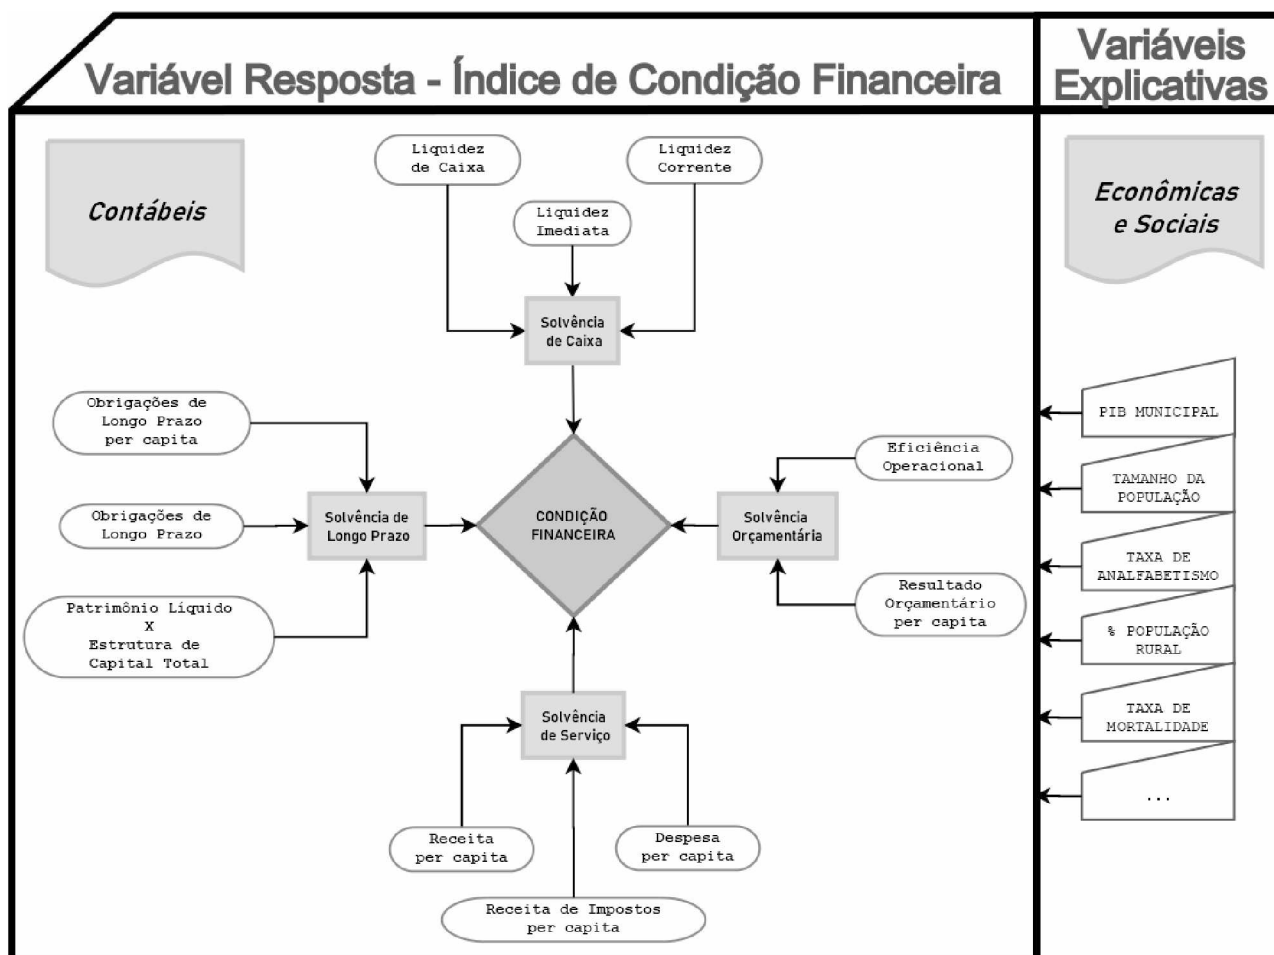 Variável Resposta - Índice de Condição Financeira
Variáveis
Explicativas
Contábeis
Liquidez
de Caixa
Liquidez
Corrente
Liquidez
Imediata
Solvência
de Caixa
Econômicas
e Sociais
Obrigações de
Longo Prazo
per capita
Obrigações de
Longo Prazo
Patrimônio Líquido
X
Estrutura de
Capital Total
Solvência de
Longo Prazo
CONDIÇÃO
FINANCEIRA
Eficiência
Operacional
Solvência
Orçamentária
Resultado
Orçamentário
per capita
Solvência
de Serviço
Receita
per capita
Despesa
per capita
Receita de Impostos
per capita
PIB MUNICIPAL
TAMANHO DA
POPULAÇÃO
TAXA DE
ANALFABETISMO
% POPULAÇÃO
RURAL
TAXA DE
MORTALIDADE
...